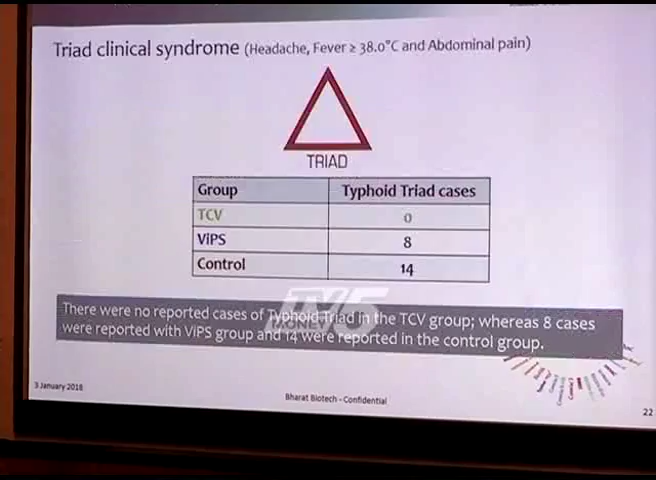 Triad clinical syndrome (Headache, Fever ≥ 38.0°C and Abdominal pain)
TRIAD
Group Typhoid Triad cases
TCV 0
ViPS 8
Control 14
There were no reported cases of Typhoid Triad in the TCV group; whereas 8 cases
were reported with ViPS group and 14 were reported in the control group.
TV5
MONEY
3 January 2018
Bharat Biotech - Confidential
22